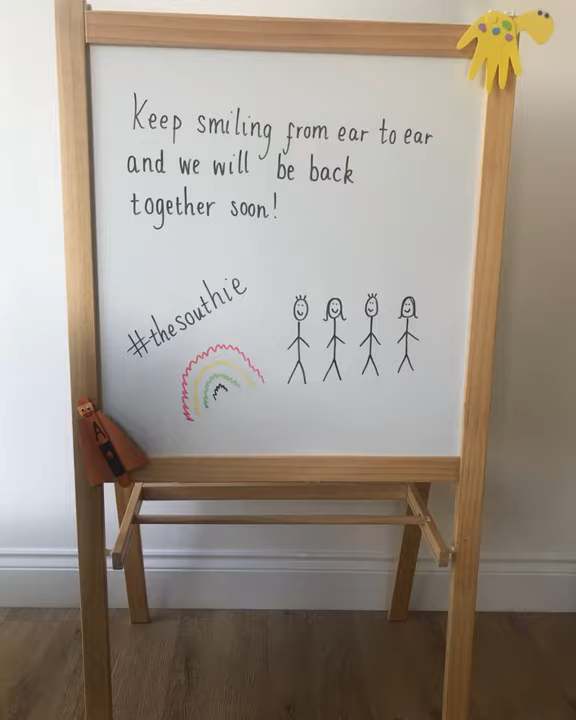 Keep smiling from ear to ear
and we will be back
together soon!
#thesouthie
A